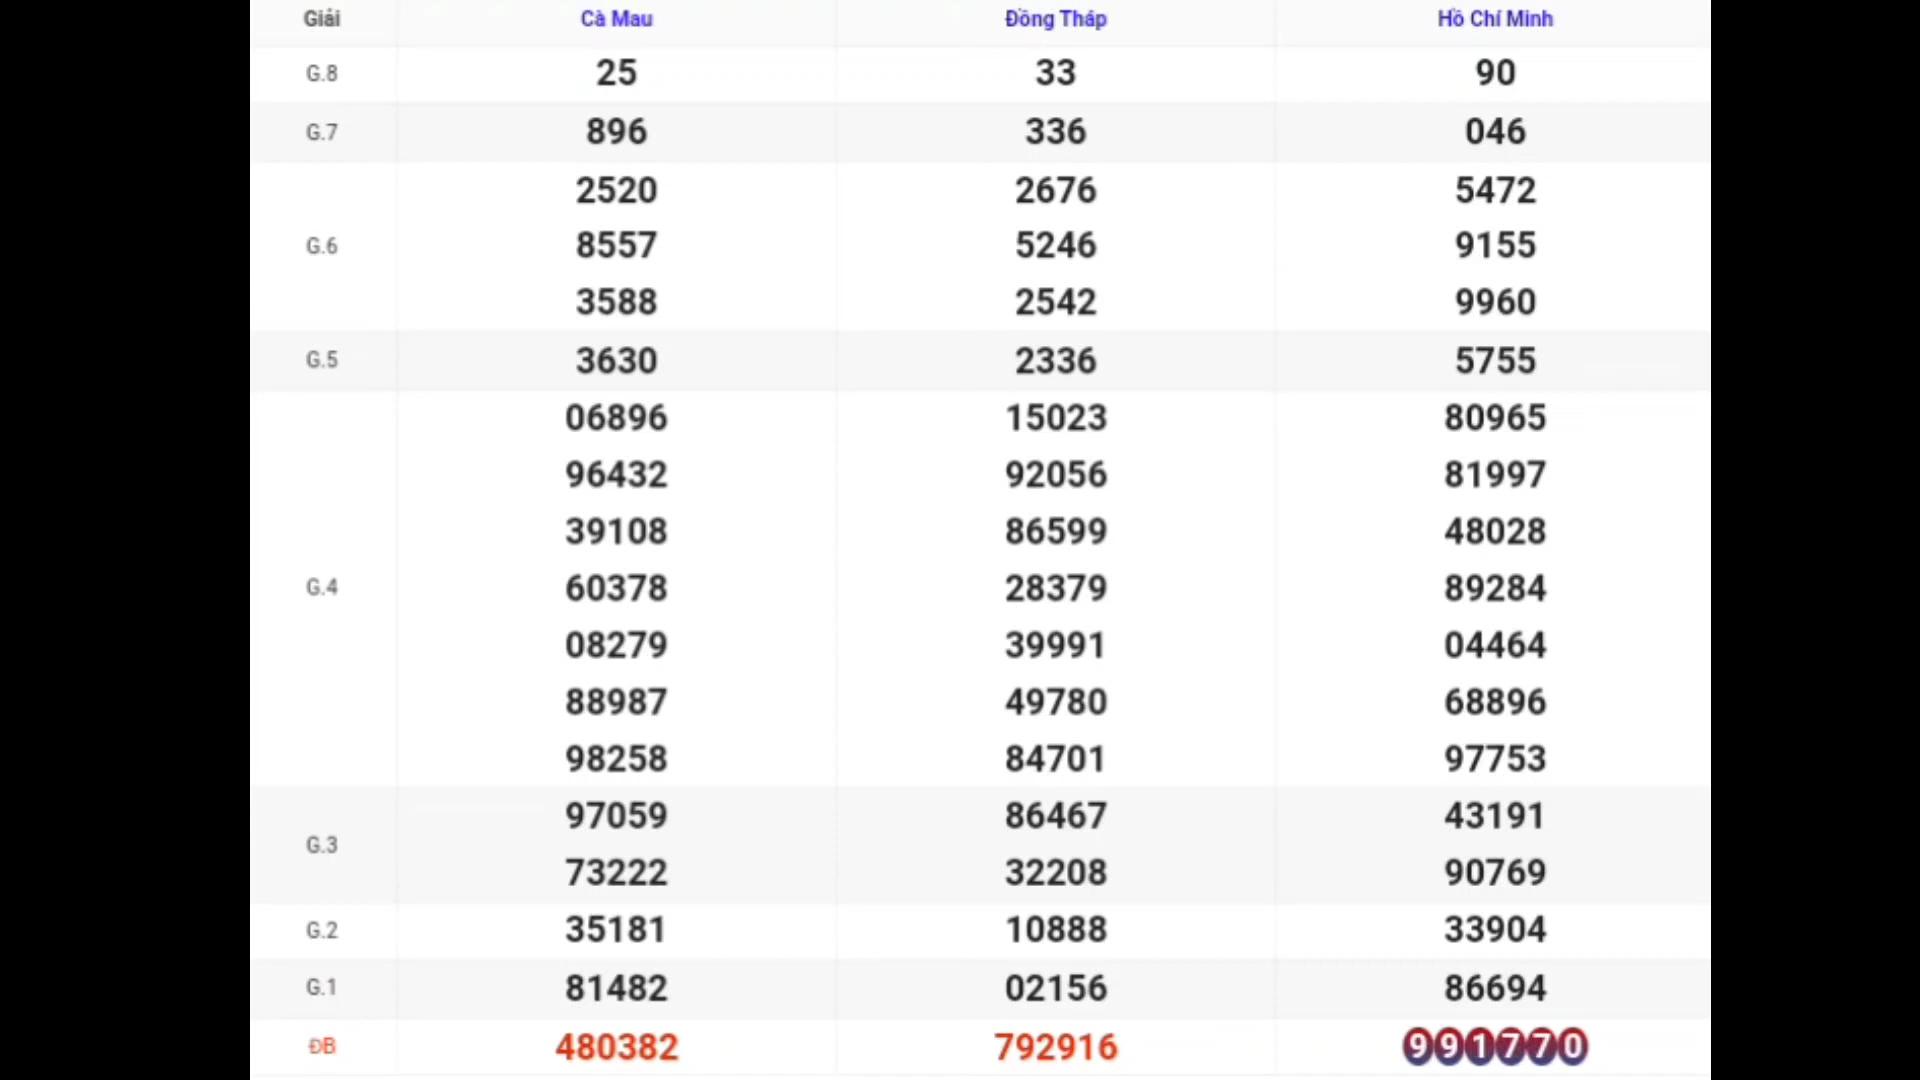 Giải Cà Mau Đồng Tháp Hồ Chí Minh
G.8 25 33 90
G.7 896 336 046
2520 2676 5472
G.6 8557 5246 9155
3588 2542 9960
G.5 3630 2336 5755
06896 15023 80965
96432 92056 81997
39108 86599 48028
G.4 60378 28379 89284
08279 39991 04464
88987 49780 68896
98258 84701 97753
97059 86467 43191
G.3
73222 32208 90769
G.2 35181 10888 33904
G.1 81482 02156 86694
ĐB 480382 792916 991770